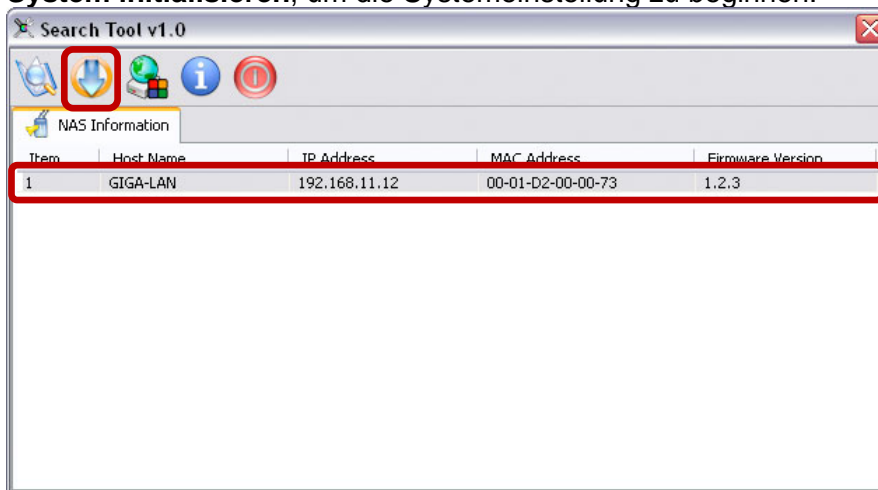 System initialisieren, um die Systemeinstellung zu beginnen.
Search Tool v1.0
NAS Information
Item Host Name IP Address MAC Address Firmware Version
1 GIGA-LAN 192.168.11.12 00-01-D2-00-00-73 1.2.3